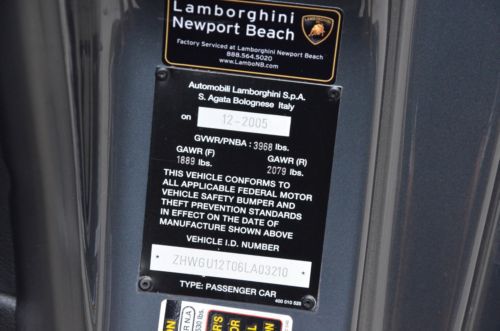 Lamborghini
Newport Beach
Factory Serviced at Lamborghini Newport Beach
888.564.5020
www.LamboNB.com
Automobili Lamborghini S.p.A.
S. Agata Bolognese Italy
on 12-2005
GVWR/PNBA : 3968 lbs.
GAWR (F) GAWR (R)
1889 lbs. 2079 lbs.
THIS VEHICLE CONFORMS TO
ALL APPLICABLE FEDERAL MOTOR
VEHICLE SAFETY BUMPER AND
THEFT PREVENTION STANDARDS
IN EFFECT ON THE DATE OF
MANUFACTURE SHOWN ABOVE
VEHICLE I.D. NUMBER
*ZHWGU12T06LA03210*
TYPE: PASSENGER CAR
400 010 525